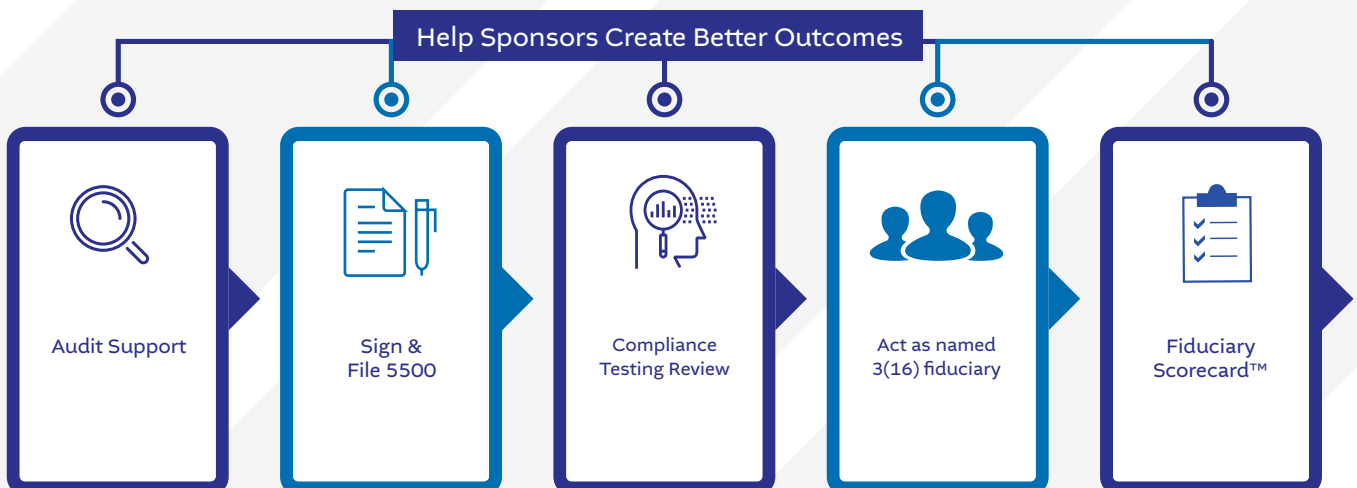 Help Sponsors Create Better Outcomes
Audit Support
Sign &
File 5500
Compliance
Testing Review
Act as named
3(16) fiduciary
Fiduciary
Scorecard™